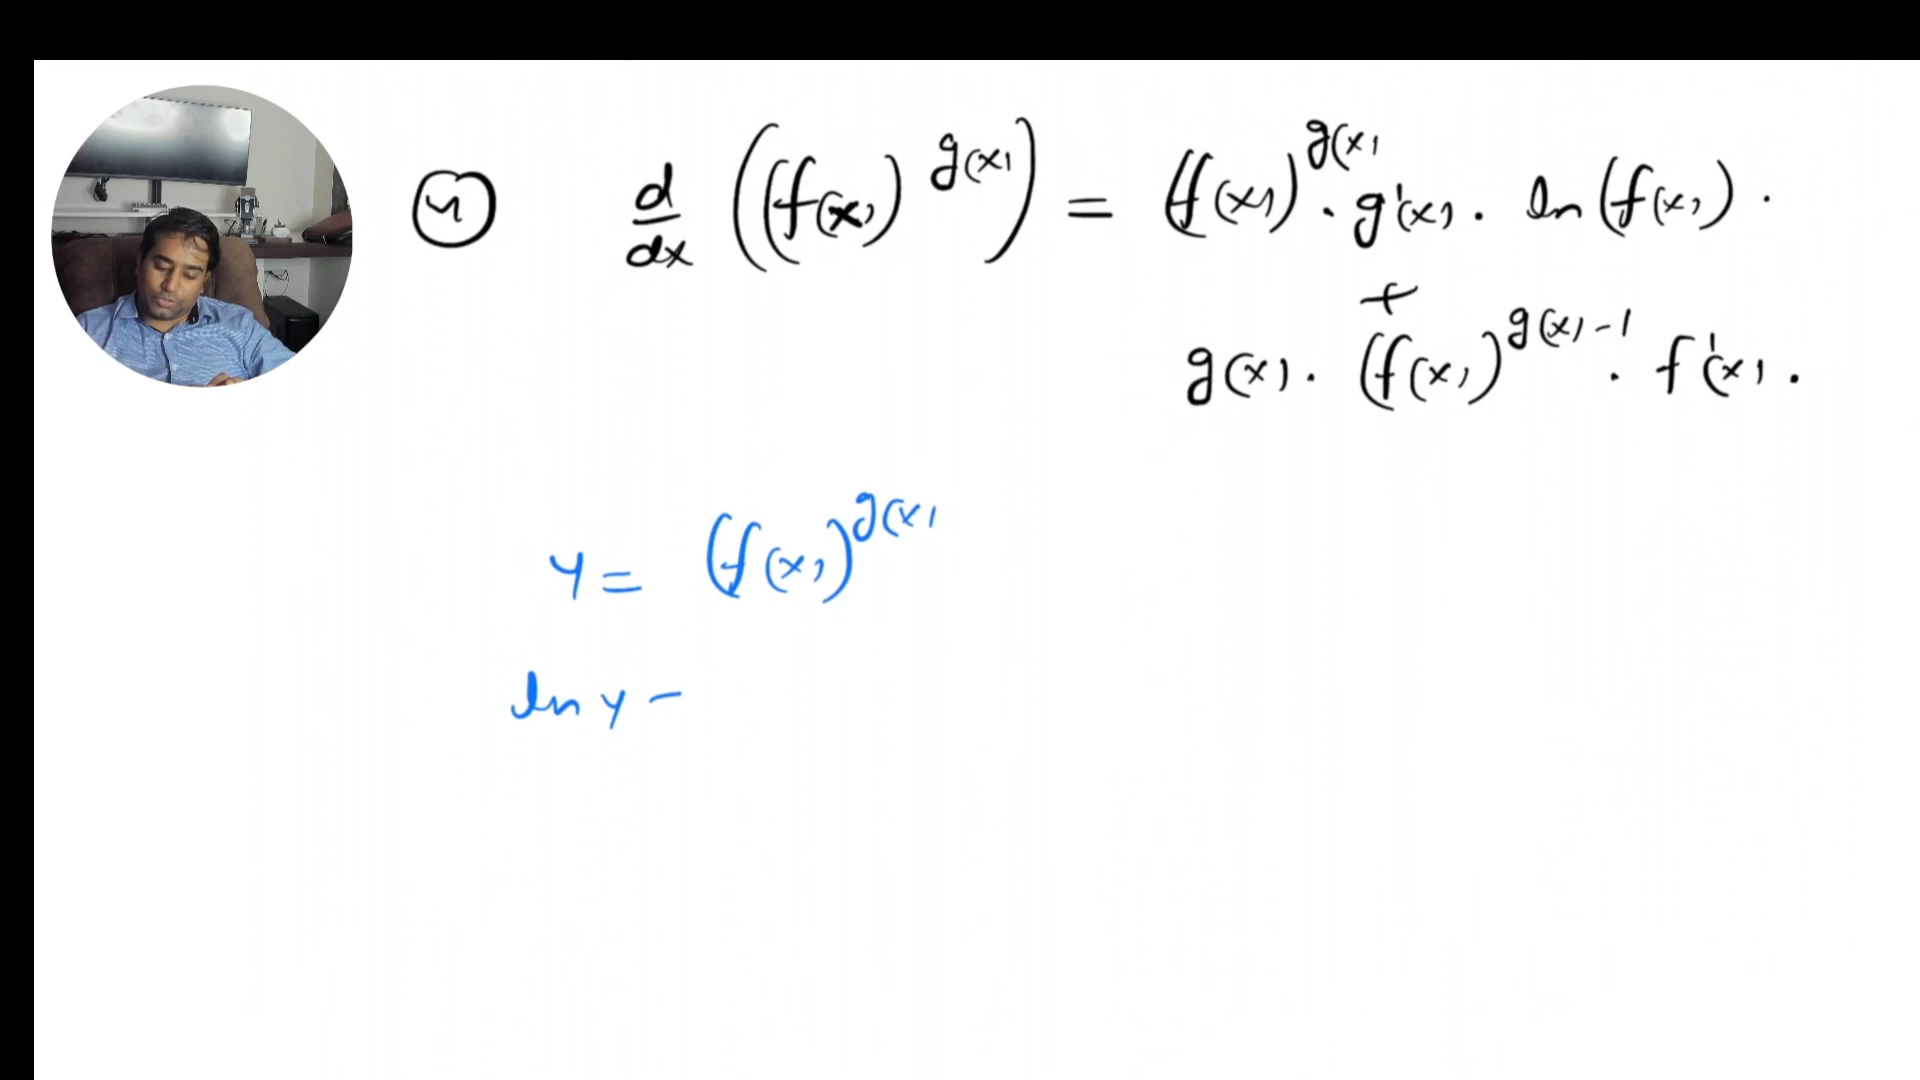 ④ d/dx ((f(x))^{g(x)}) = (f(x))^{g(x)} · g'(x) · ln(f(x)) ·
+
g(x) · (f(x))^{g(x)-1} · f'(x) ·
y = (f(x))^{g(x)}
ln y −